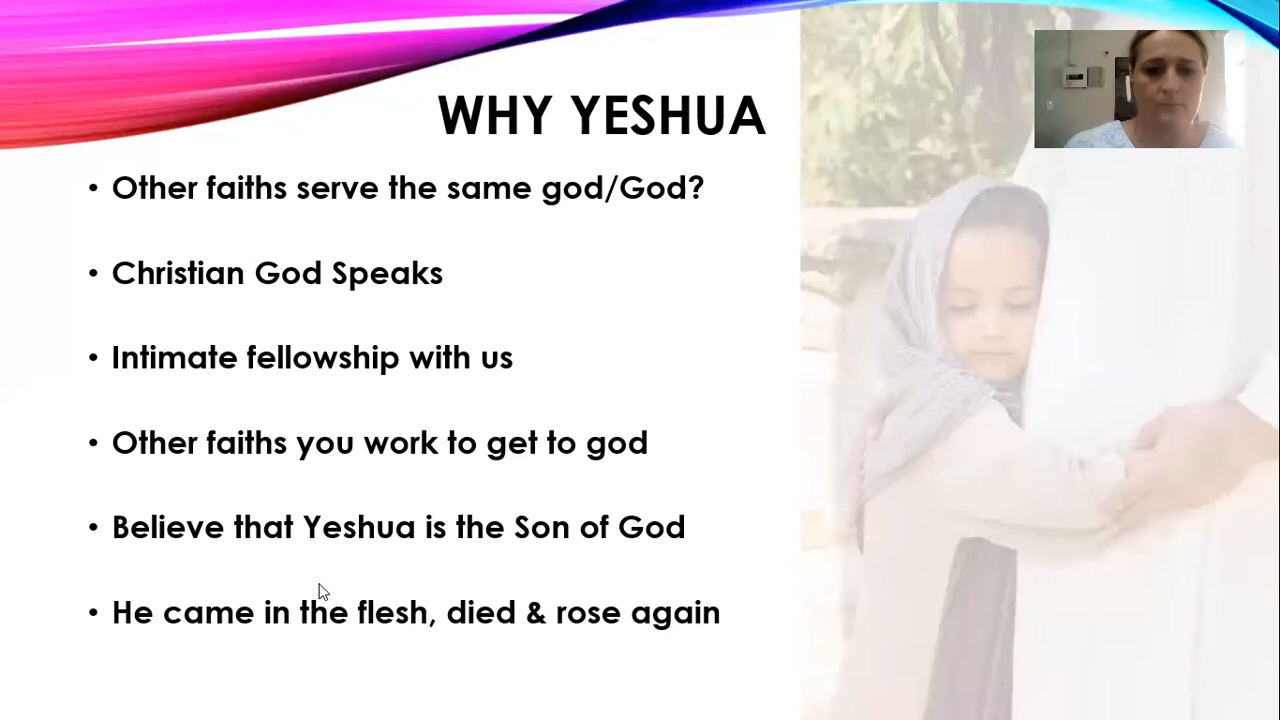 WHY YESHUA
• Other faiths serve the same god/God?
• Christian God Speaks
• Intimate fellowship with us
• Other faiths you work to get to god
• Believe that Yeshua is the Son of God
• He came in the flesh, died & rose again